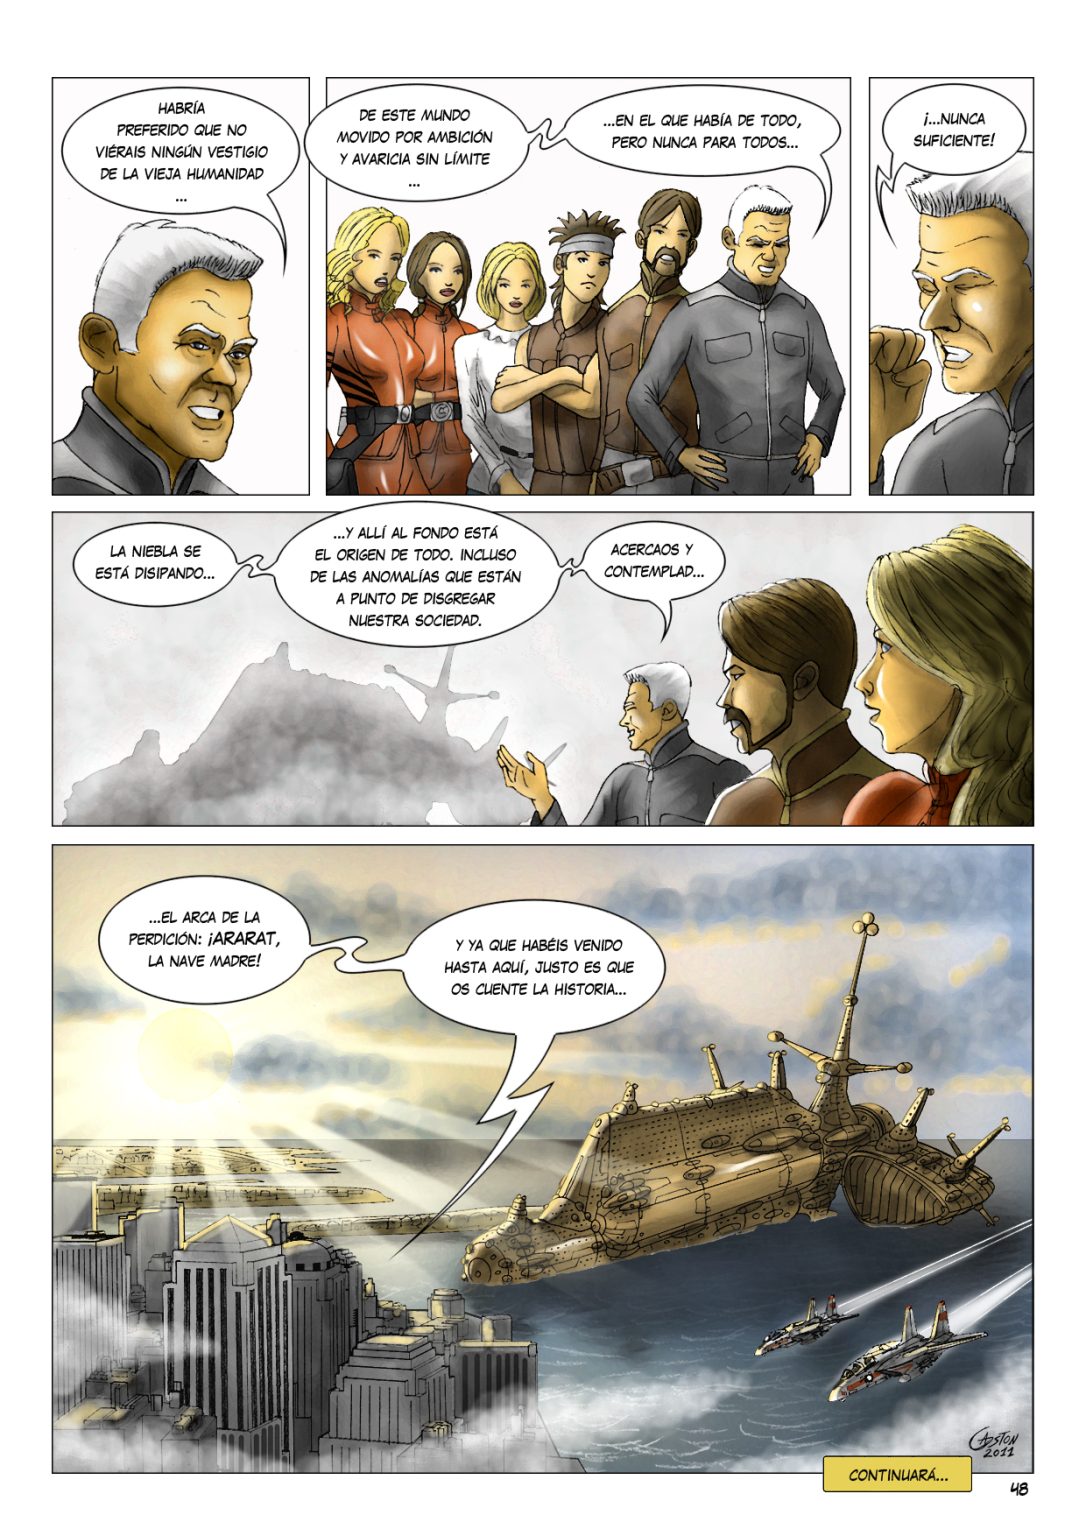 HABRÍA
PREFERIDO QUE NO
VIÉRAIS NINGÚN VESTIGIO
DE LA VIEJA HUMANIDAD
...
DE ESTE MUNDO
MOVIDO POR AMBICIÓN
Y AVARICIA SIN LÍMITE
...
...EN EL QUE HABÍA DE TODO,
PERO NUNCA PARA TODOS...
¡...NUNCA
SUFICIENTE!
LA NIEBLA SE
ESTÁ DISIPANDO...
...Y ALLÍ AL FONDO ESTÁ
EL ORIGEN DE TODO. INCLUSO
DE LAS ANOMALÍAS QUE ESTÁN
A PUNTO DE DISGREGAR
NUESTRA SOCIEDAD.
ACERCAOS Y
CONTEMPLAD...
...EL ARCA DE LA
PERDICIÓN: ¡ARARAT,
LA NAVE MADRE!
Y YA QUE HABÉIS VENIDO
HASTA AQUÍ, JUSTO ES QUE
OS CUENTE LA HISTORIA...
GASTON
2011
CONTINUARÁ...
48